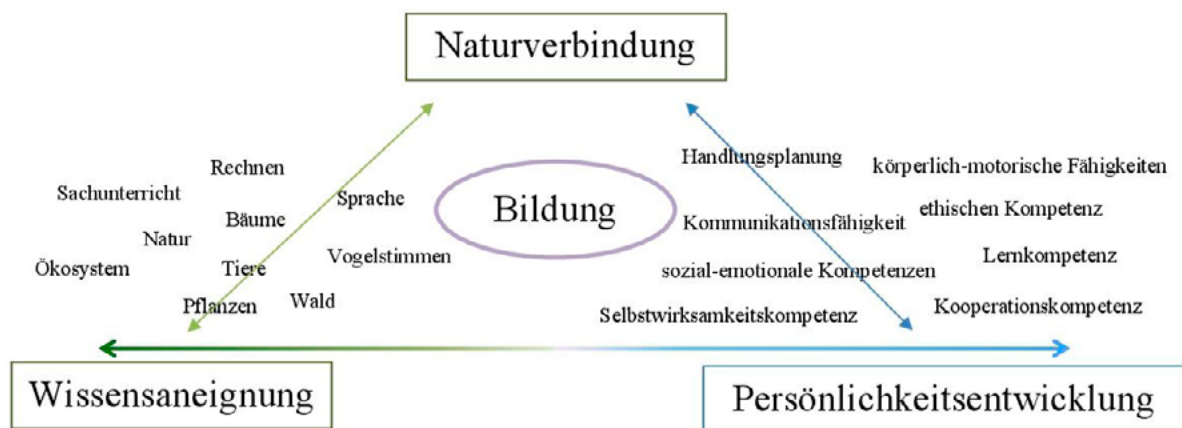 Naturverbindung
Handlungsplanung
Rechnen
körperlich-motorische Fähigkeiten
Sachunterricht
Sprache
Bildung
ethischen Kompetenz
Bäume
Kommunikationsfähigkeit
Natur
Vogelstimmen
Lernkompetenz
Ökosystem
Tiere
sozial-emotionale Kompetenzen
Pflanzen
Wald
Selbstwirksamkeitskompetenz
Kooperationskompetenz
Wissensaneignung
Persönlichkeitsentwicklung